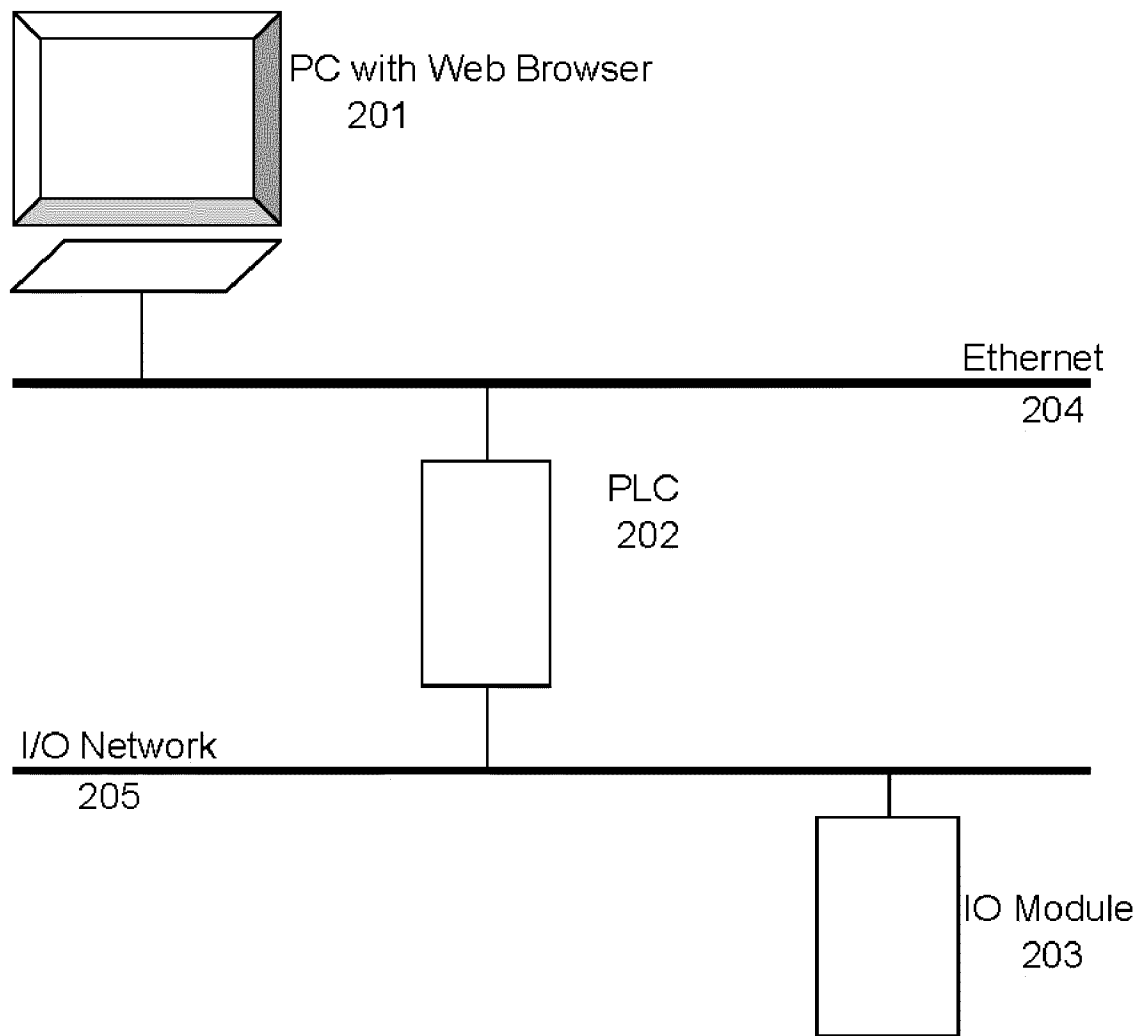 PC with Web Browser
201
Ethernet
204
PLC
202
I/O Network
205
IO Module
203